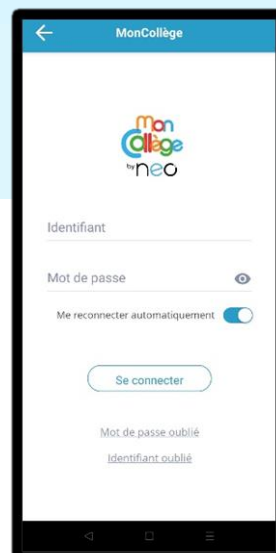 MonCollège
mon
Collège
by neo
Identifiant
Mot de passe
Me reconnecter automatiquement
Se connecter
Mot de passe oublié
Identifiant oublié